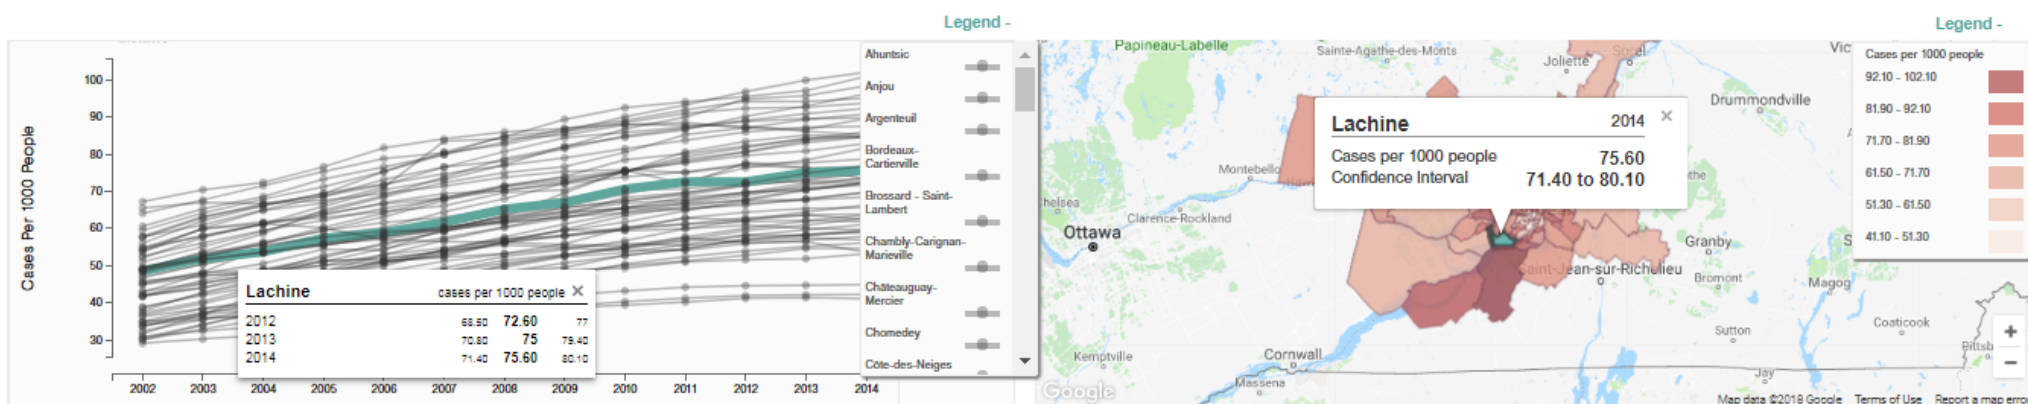 Legend -
Cases Per 1000 People
100
90
80
70
60
50
40
30
2002 2003 2004 2005 2006 2007 2008 2009 2010 2011 2012 2013 2014
Lachine cases per 1000 people ×
2012 68.50 72.60 77
2013 70.80 75 79.40
2014 71.40 75.60 80.10
Ahuntsic
Anjou
Argenteuil
Bordeaux-
Cartierville
Brossard - Saint-
Lambert
Chambly-Carignan-
Marieville
Châteauguay-
Mercier
Chomedey
Côte-des-Neiges
Legend -
Cases per 1000 people
92.10 - 102.10
81.90 - 92.10
71.70 - 81.90
61.50 - 71.70
51.30 - 61.50
41.10 - 51.30
Lachine 2014 ×
Cases per 1000 people 75.60
Confidence Interval 71.40 to 80.10
Papineau-Labelle
Sainte-Agathe-des-Monts
Joliette
Sorel
Drummondville
Montebello
Clarence-Rockland
Ottawa
Granby
Saint-Jean-sur-Richelieu
Bromont
Magog
Sutton
Coaticook
Kemptville
Cornwall
Massena
Jay
+
−
Google
Map data ©2018 Google Terms of Use Report a map error